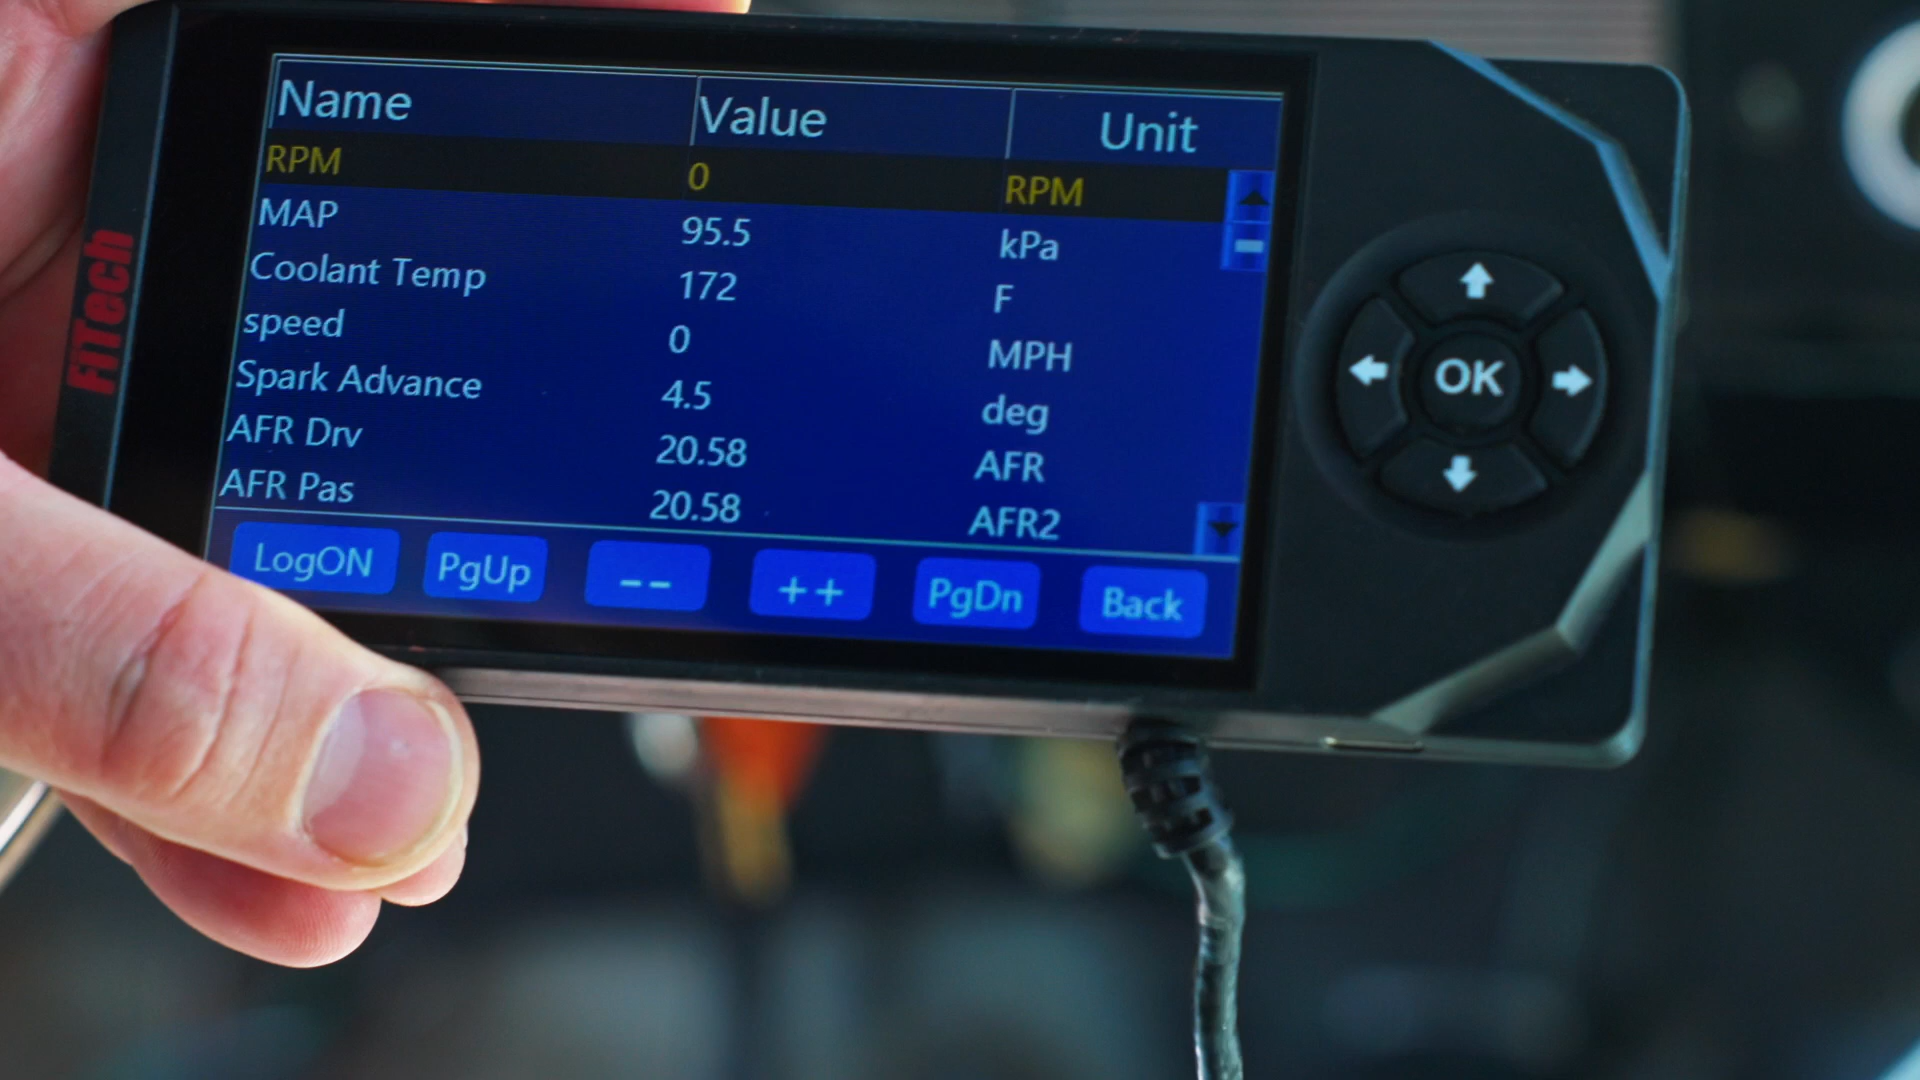 Name Value Unit
RPM 0 RPM
MAP 95.5 kPa
Coolant Temp 172 F
speed 0 MPH
Spark Advance 4.5 deg
AFR Drv 20.58 AFR
AFR Pas 20.58 AFR2
LogON PgUp -- ++ PgDn Back
OK
FiTech